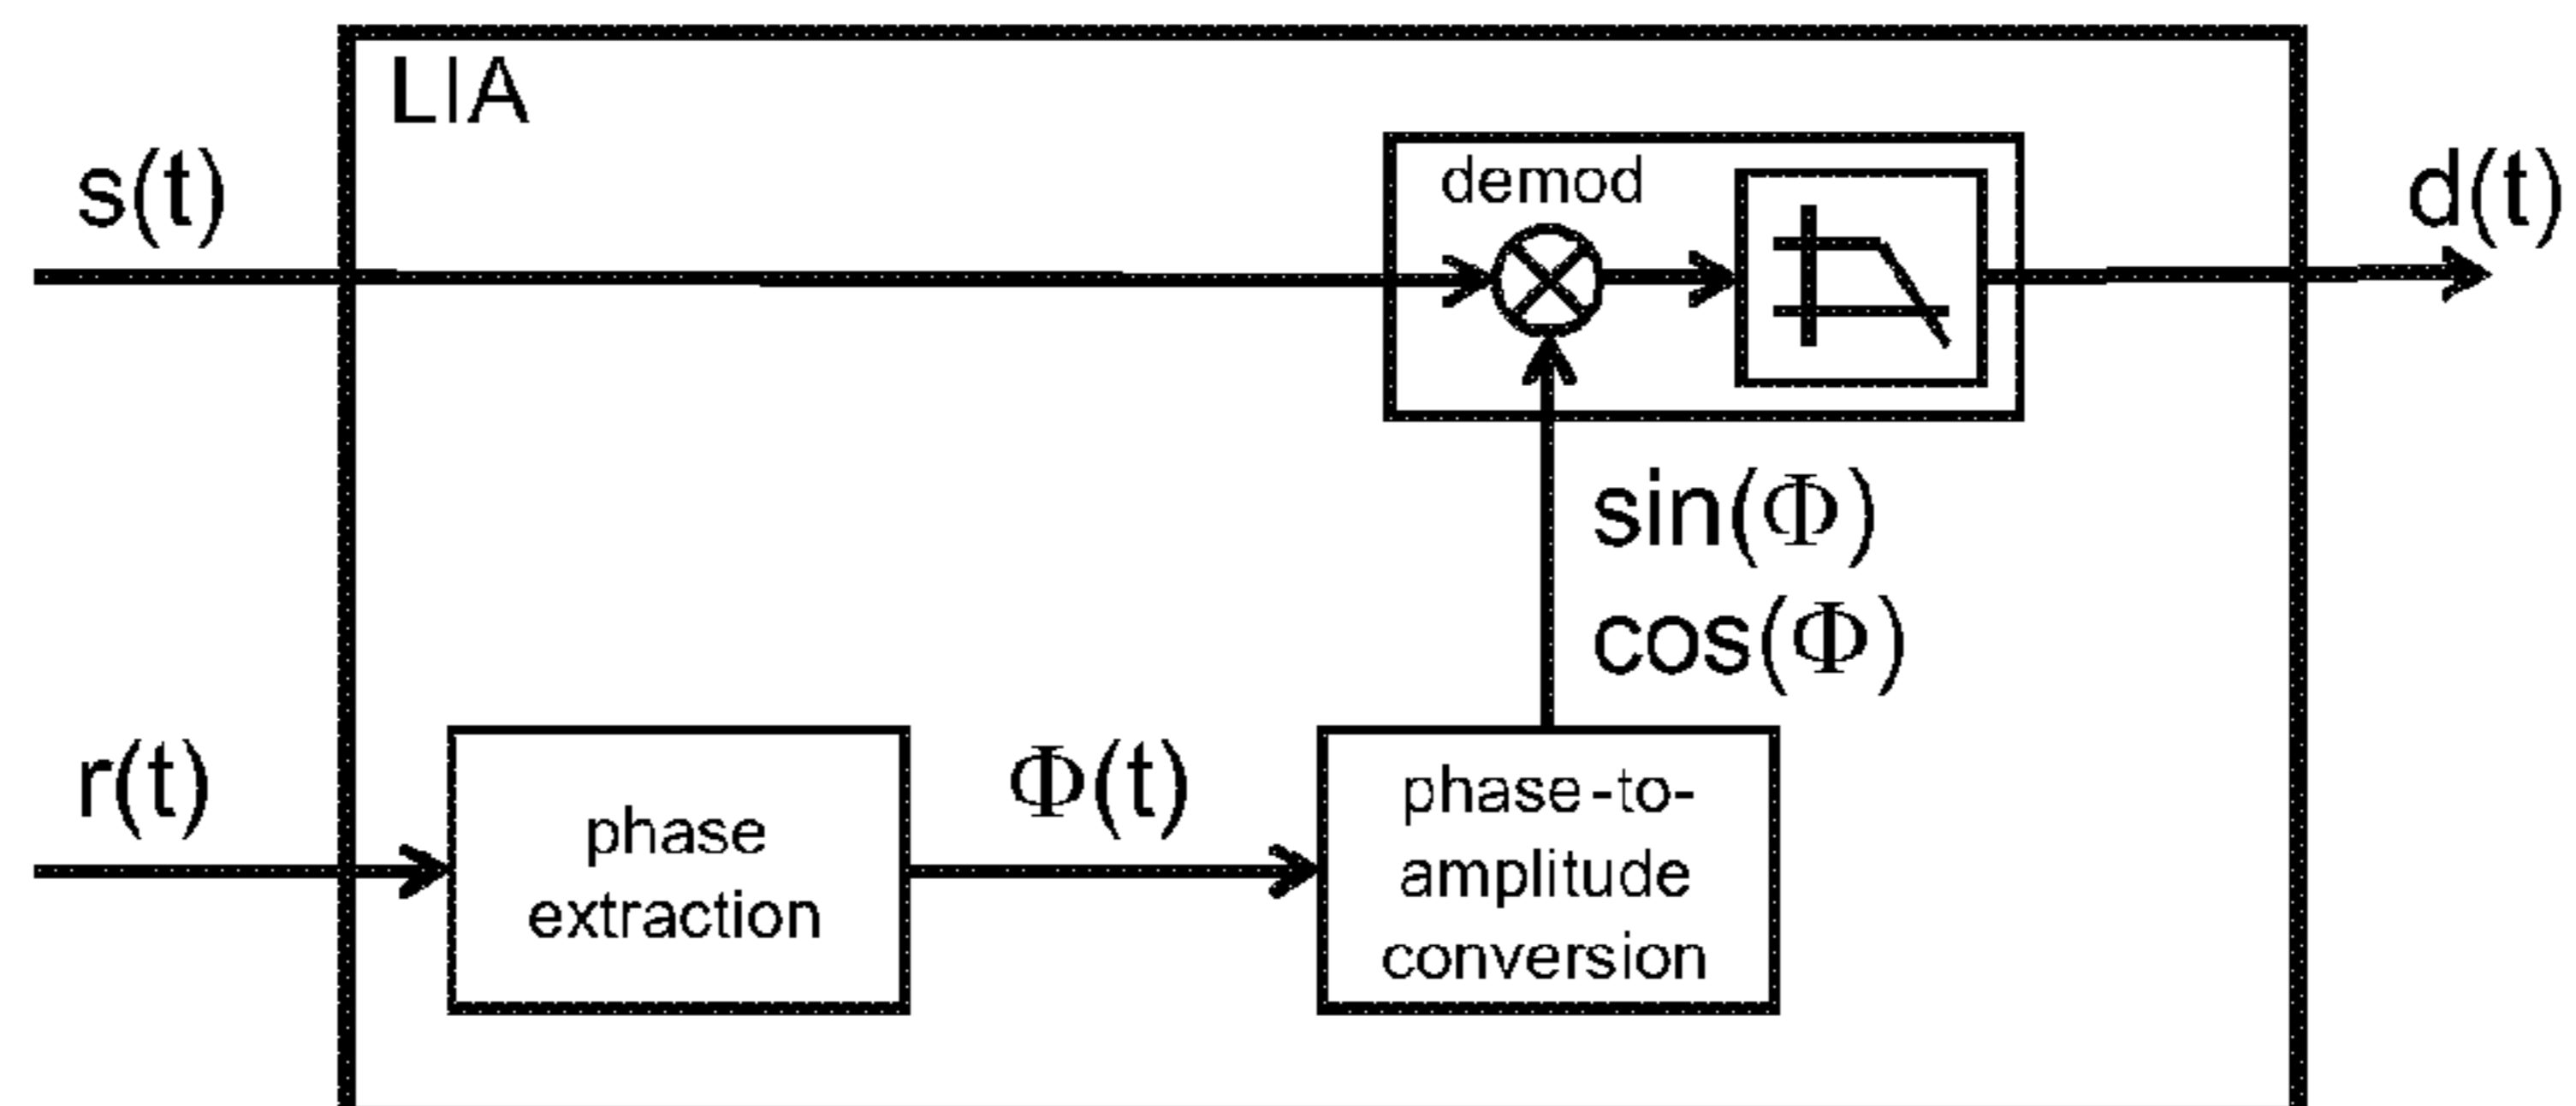 LIA
s(t)
demod
d(t)
sin(Φ)
cos(Φ)
r(t)
phase
extraction
Φ(t)
phase-to-
amplitude
conversion